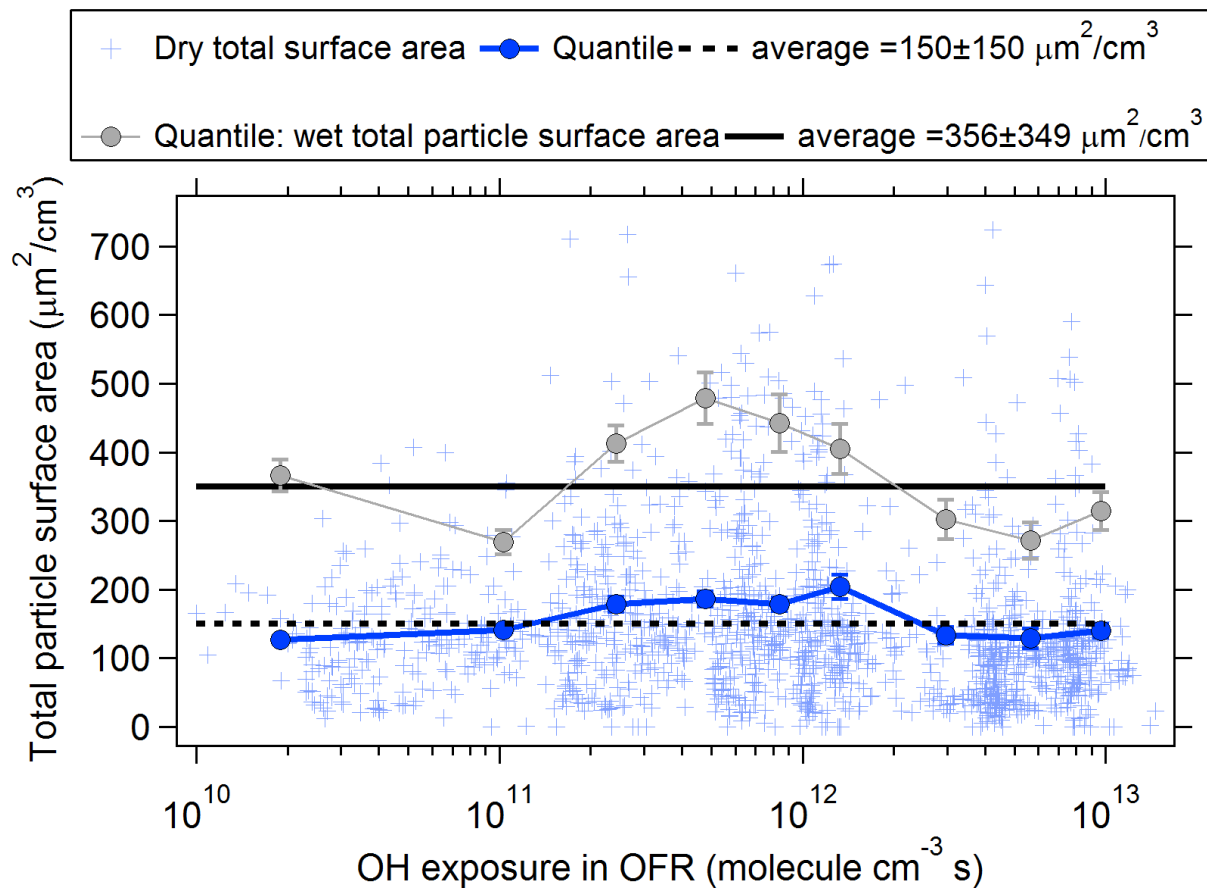 Dry total surface area Quantile average =150±150 μm²/cm³
Quantile: wet total particle surface area average =356±349 μm²/cm³
Total particle surface area (μm²/cm³)
700
600
500
400
300
200
100
0
10¹⁰ 10¹¹ 10¹² 10¹³
OH exposure in OFR (molecule cm⁻³ s)